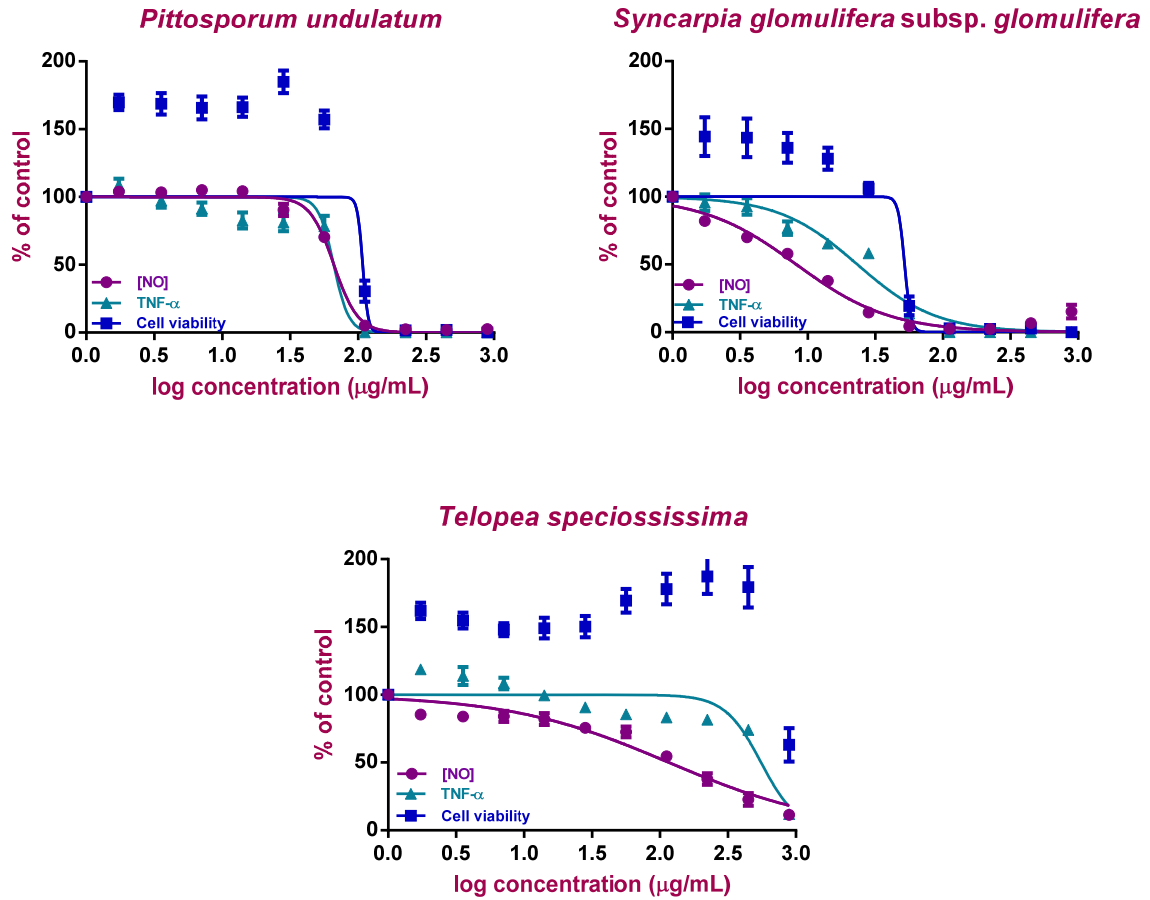 Pittosporum undulatum
200
150
100
50
0
% of control
[NO]
TNF-α
Cell viability
0.0 0.5 1.0 1.5 2.0 2.5 3.0
log concentration (μg/mL)
Syncarpia glomulifera subsp. glomulifera
200
150
100
50
0
% of control
[NO]
TNF-α
Cell viability
0.0 0.5 1.0 1.5 2.0 2.5 3.0
log concentration (μg/mL)
Telopea speciossissima
200
150
100
50
0
% of control
[NO]
TNF-α
Cell viability
0.0 0.5 1.0 1.5 2.0 2.5 3.0
log concentration (μg/mL)